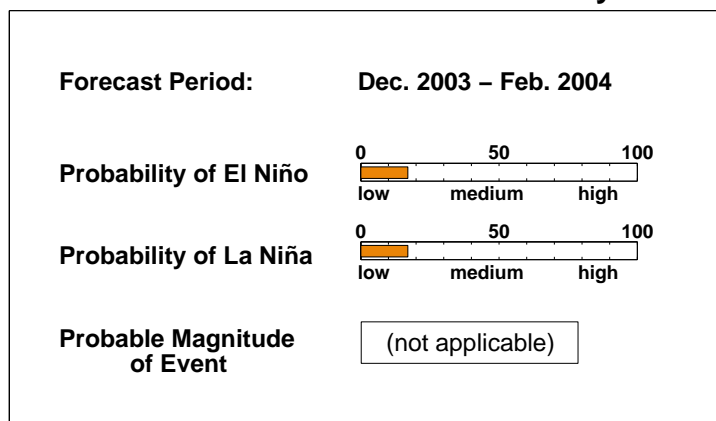 Forecast Period: Dec. 2003 – Feb. 2004
0 50 100
Probability of El Niño
low medium high
0 50 100
Probability of La Niña
low medium high
Probable Magnitude
of Event
(not applicable)